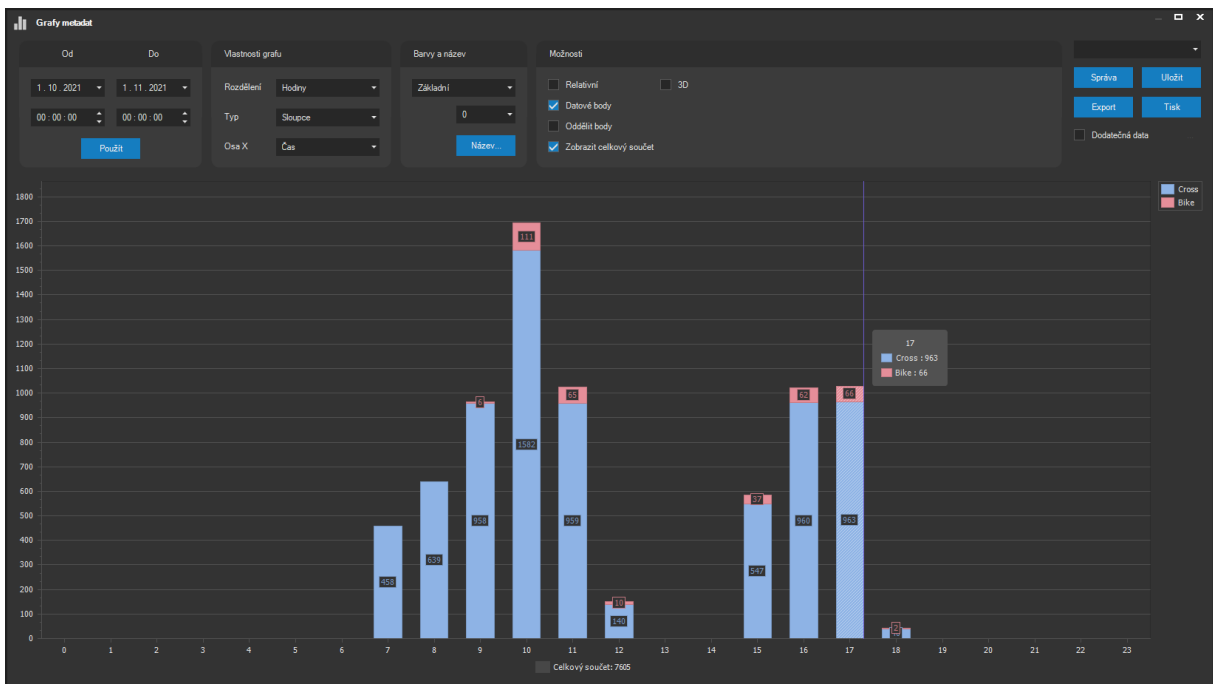 Grafy metadat
Od Do
1 . 10 . 2021 1 . 11 . 2021
00 : 00 : 00 00 : 00 : 00
Použít
Vlastnosti grafu
Rozdělení Hodiny
Typ Sloupce
Osa X Čas
Barvy a název
Základní
0
Název...
Možnosti
Relativní 3D
Datové body
Oddělit body
Zobrazit celkový součet
Správa Uložit
Export Tisk
Dodatečná data
Cross
Bike
1800
1700
1600
1500
1400
1300
1200
1100
1000
900
800
700
600
500
400
300
200
100
0
458
639
6
958
111
1582
65
959
10
140
37
547
62
960
66
963
2
17
Cross : 963
Bike : 66
0 1 2 3 4 5 6 7 8 9 10 11 12 13 14 15 16 17 18 19 20 21 22 23
Celkový součet: 7605